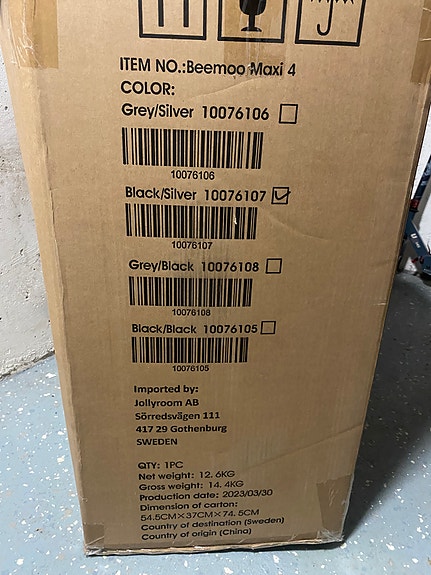 ITEM NO.:Beemoo Maxi 4
COLOR:
Grey/Silver 10076106
10076106
Black/Silver 10076107
10076107
Grey/Black 10076108
10076108
Black/Black 10076105
10076105
Imported by:
Jollyroom AB
Sörredsvägen 111
417 29 Gothenburg
SWEDEN
QTY: 1PC
Net weight: 12.6KG
Gross weight: 14.4KG
Production date: 2023/03/30
Dimension of carton:
54.5CM×37CM×74.5CM
Country of destination (Sweden)
Country of origin (China)